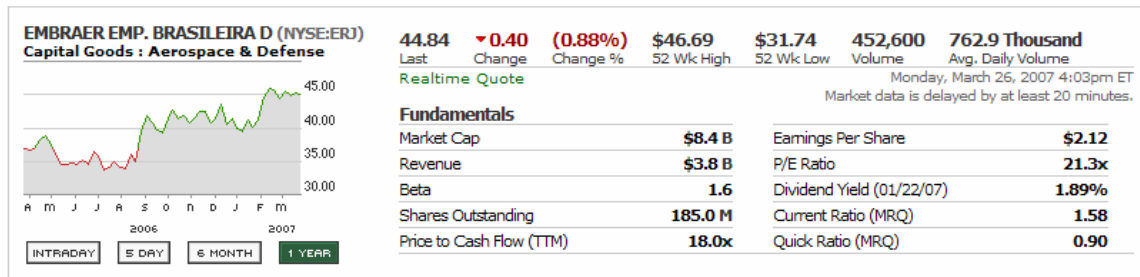 EMBRAER EMP. BRASILEIRA D (NYSE:ERJ)
Capital Goods : Aerospace & Defense
45.00
40.00
35.00
30.00
A M J J A S O N D J F M
2006 2007
INTRADAY 5 DAY 6 MONTH 1 YEAR
44.84 ▼0.40 (0.88%) $46.69 $31.74 452,600 762.9 Thousand
Last Change Change % 52 Wk High 52 Wk Low Volume Avg. Daily Volume
Realtime Quote
Monday, March 26, 2007 4:03pm ET
Market data is delayed by at least 20 minutes.
Fundamentals
Market Cap $8.4 B
Revenue $3.8 B
Beta 1.6
Shares Outstanding 185.0 M
Price to Cash Flow (TTM) 18.0x
Earnings Per Share $2.12
P/E Ratio 21.3x
Dividend Yield (01/22/07) 1.89%
Current Ratio (MRQ) 1.58
Quick Ratio (MRQ) 0.90